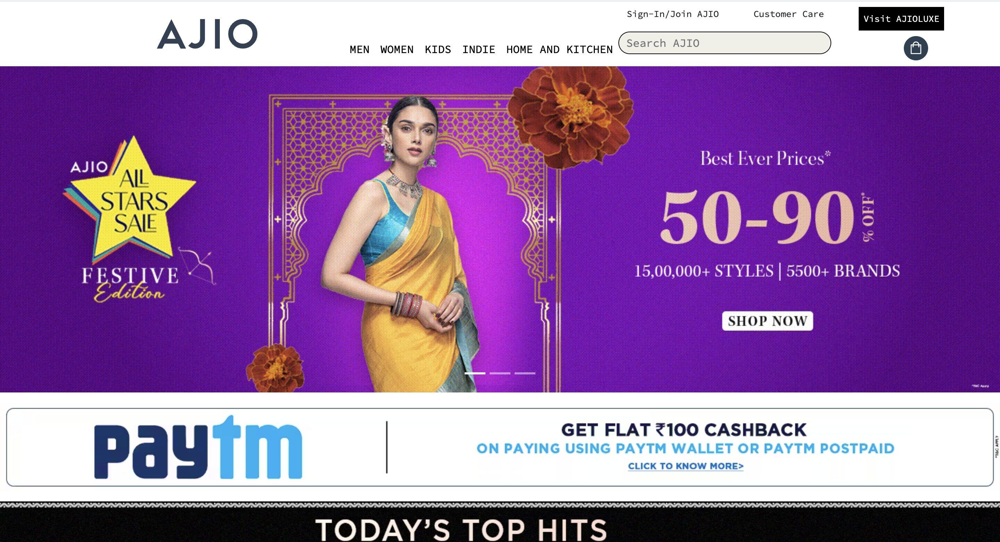 Sign-In/Join AJIO Customer Care Visit AJIOLUXE
AJIO
MEN WOMEN KIDS INDIE HOME AND KITCHEN
Search AJIO
AJIO
ALL
STARS
SALE
FESTIVE
Edition
Best Ever Prices*
50-90% OFF*
15,00,000+ STYLES | 5500+ BRANDS
SHOP NOW
*T&C Apply
paytm
GET FLAT ₹100 CASHBACK
ON PAYING USING PAYTM WALLET OR PAYTM POSTPAID
CLICK TO KNOW MORE>
*T&C APPLY
TODAY'S TOP HITS